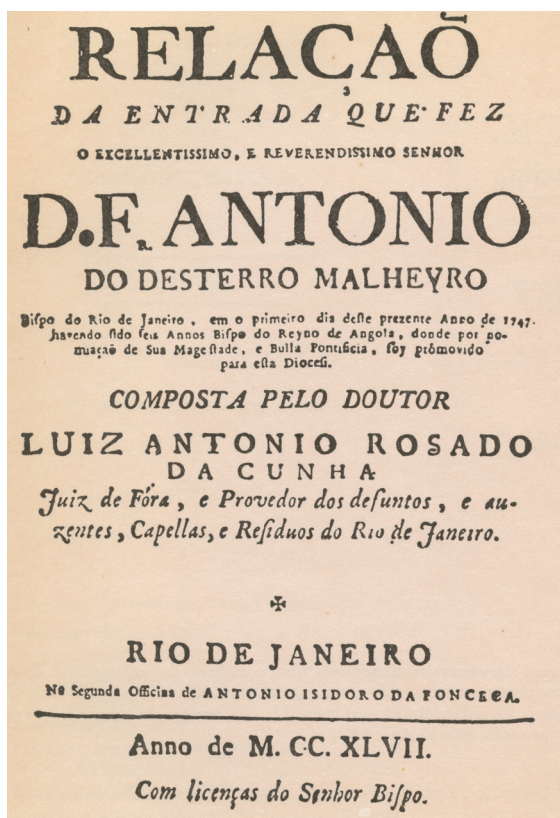 RELAÇAÕ
DA ENTRADA QUE FEZ
O EXCELLENTISSIMO, E REVERENDISSIMO SENHOR
D.F. ANTONIO
DO DESTERRO MALHEYRO
Biſpo do Rio de Janeiro, em o primeiro dia deſte prezente Anno de 1747.
havendo ſido ſeis Annos Biſpo do Reyno de Angola, donde por no-
muaçaõ de Sua Mageſtade, e Bulla Pontificia, foy promovido
para eſta Dioceſi.
COMPOSTA PELO DOUTOR
LUIZ ANTONIO ROSADO
DA CUNHA
Juiz de Fóra, e Provedor dos defuntos, e au-
zentes, Capellas, e Reſiduos do Rio de Janeiro.
RIO DE JANEIRO
Na Segunda Officina de ANTONIO ISIDORO DA FONCECA.
Anno de M. CC. XLVII.
Com licenças do Senhor Biſpo.